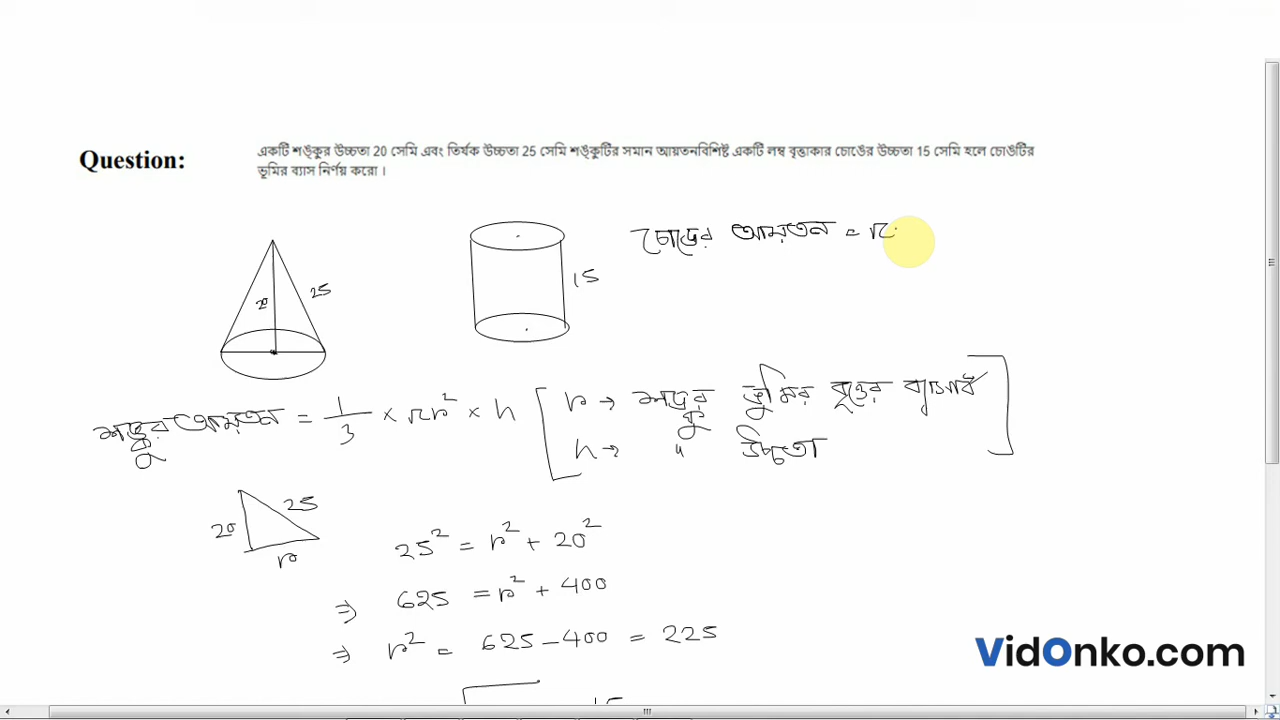 Question:
একটি শঙ্কুর উচ্চতা 20 সেমি এবং তির্যক উচ্চতা 25 সেমি শঙ্কুটির সমান আয়তনবিশিষ্ট একটি লম্ব বৃত্তাকার চোঙের উচ্চতা 15 সেমি হলে চোঙটির
ভূমির ব্যাস নির্ণয় করো ।
চোঙের আয়তন = π
20
25
15
শঙ্কুর আয়তন = 1/3 × πr² × h
r → শঙ্কুর ভূমির বৃত্তের ব্যাসার্ধ
h → " উচ্চতা
20
25
r
25² = r² + 20²
⇒ 625 = r² + 400
⇒ r² = 625 - 400 = 225
VidOnko.com